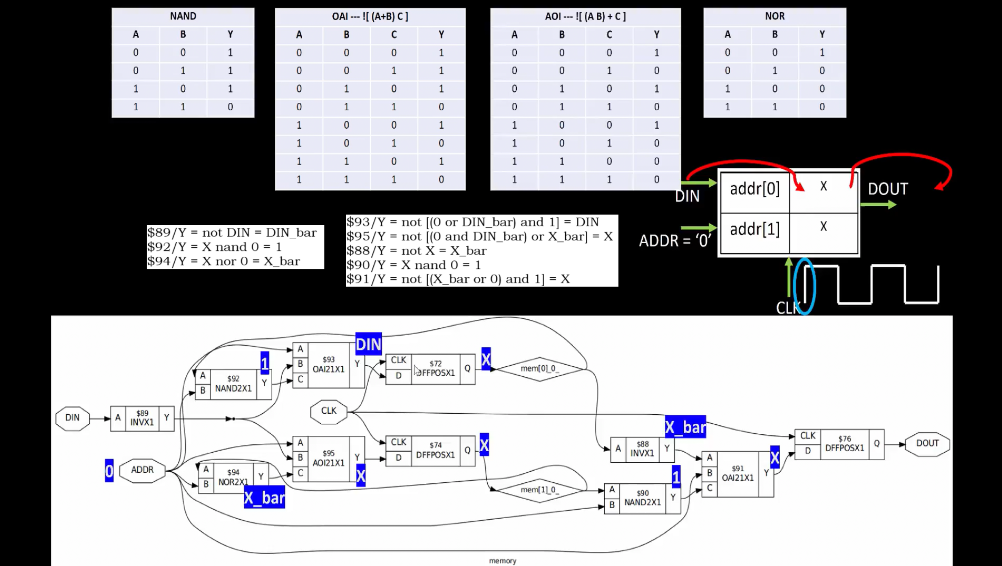 NAND
A B Y
0 0 1
0 1 1
1 0 1
1 1 0
OAI --- ![ (A+B) C ]
A B C Y
0 0 0 1
0 0 1 1
0 1 0 1
0 1 1 0
1 0 0 1
1 0 1 0
1 1 0 1
1 1 1 0
AOI --- ![ (A B) + C ]
A B C Y
0 0 0 1
0 0 1 0
0 1 0 1
0 1 1 0
1 0 0 1
1 0 1 0
1 1 0 0
1 1 1 0
NOR
A B Y
0 0 1
0 1 0
1 0 0
1 1 0
DIN
addr[0] X
DOUT
ADDR = ‘0’
addr[1] X
CLK
$89/Y = not DIN = DIN_bar
$92/Y = X nand 0 = 1
$94/Y = X nor 0 = X_bar
$93/Y = not [(0 or DIN_bar) and 1] = DIN
$95/Y = not [(0 and DIN_bar) or X_bar] = X
$88/Y = not X = X_bar
$90/Y = X nand 0 = 1
$91/Y = not [(X_bar or 0) and 1] = X
DIN
A $89 INVX1 Y
0
ADDR
A B $92 NAND2X1 Y
1
A B $94 NOR2X1 Y
X_bar
A B C $93 OAI21X1 Y
DIN
A B C $95 AOI21X1 Y
X
CLK
CLK D $72 DFFPOSX1 Q
X
CLK D $74 DFFPOSX1 Q
X
mem[0]_0_
mem[1]_0_
A $88 INVX1 Y
X_bar
A B $90 NAND2X1 Y
1
A B C $91 OAI21X1 Y
X
CLK D $76 DFFPOSX1 Q
DOUT
memory